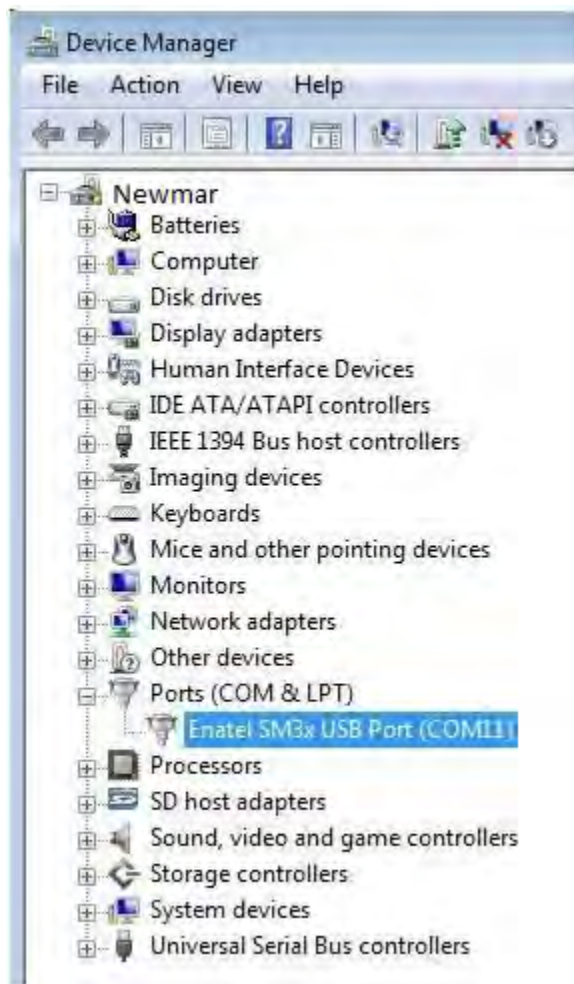 Device Manager
File Action View Help
Newmar
Batteries
Computer
Disk drives
Display adapters
Human Interface Devices
IDE ATA/ATAPI controllers
IEEE 1394 Bus host controllers
Imaging devices
Keyboards
Mice and other pointing devices
Monitors
Network adapters
Other devices
Ports (COM & LPT)
Enatel SM3x USB Port (COM11)
Processors
SD host adapters
Sound, video and game controllers
Storage controllers
System devices
Universal Serial Bus controllers